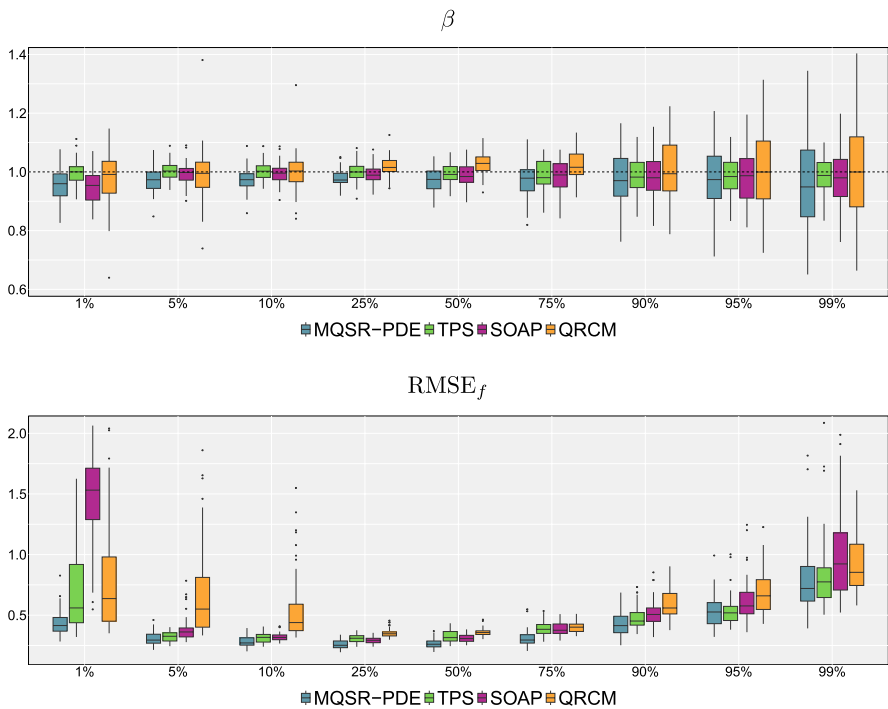 β
1.4
1.2
1.0
0.8
0.6
1% 5% 10% 25% 50% 75% 90% 95% 99%
MQSR−PDE TPS SOAP QRCM
RMSE_f
2.0
1.5
1.0
0.5
1% 5% 10% 25% 50% 75% 90% 95% 99%
MQSR−PDE TPS SOAP QRCM